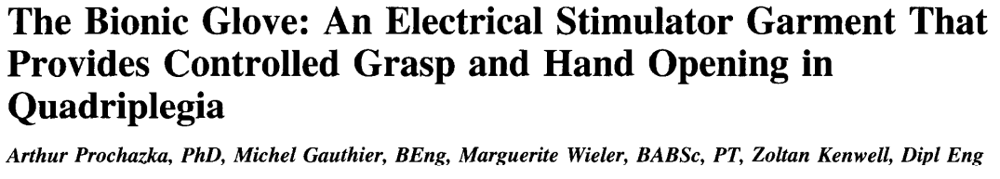 The Bionic Glove: An Electrical Stimulator Garment That
Provides Controlled Grasp and Hand Opening in
Quadriplegia
Arthur Prochazka, PhD, Michel Gauthier, BEng, Marguerite Wieler, BABSc, PT, Zoltan Kenwell, Dipl Eng